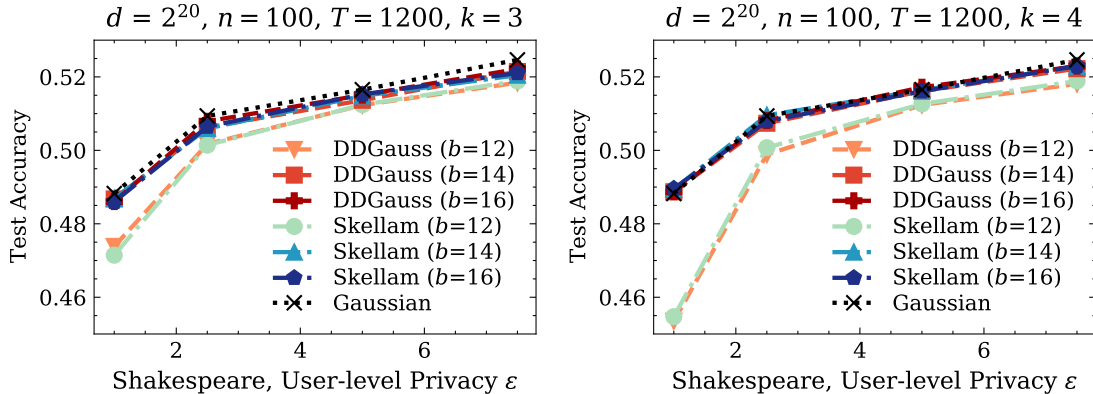 d = 2^20, n = 100, T = 1200, k = 3
Test Accuracy
0.52
0.50
0.48
0.46
DDGauss (b=12)
DDGauss (b=14)
DDGauss (b=16)
Skellam (b=12)
Skellam (b=14)
Skellam (b=16)
Gaussian
2 4 6
Shakespeare, User-level Privacy ε
d = 2^20, n = 100, T = 1200, k = 4
Test Accuracy
0.52
0.50
0.48
0.46
DDGauss (b=12)
DDGauss (b=14)
DDGauss (b=16)
Skellam (b=12)
Skellam (b=14)
Skellam (b=16)
Gaussian
2 4 6
Shakespeare, User-level Privacy ε